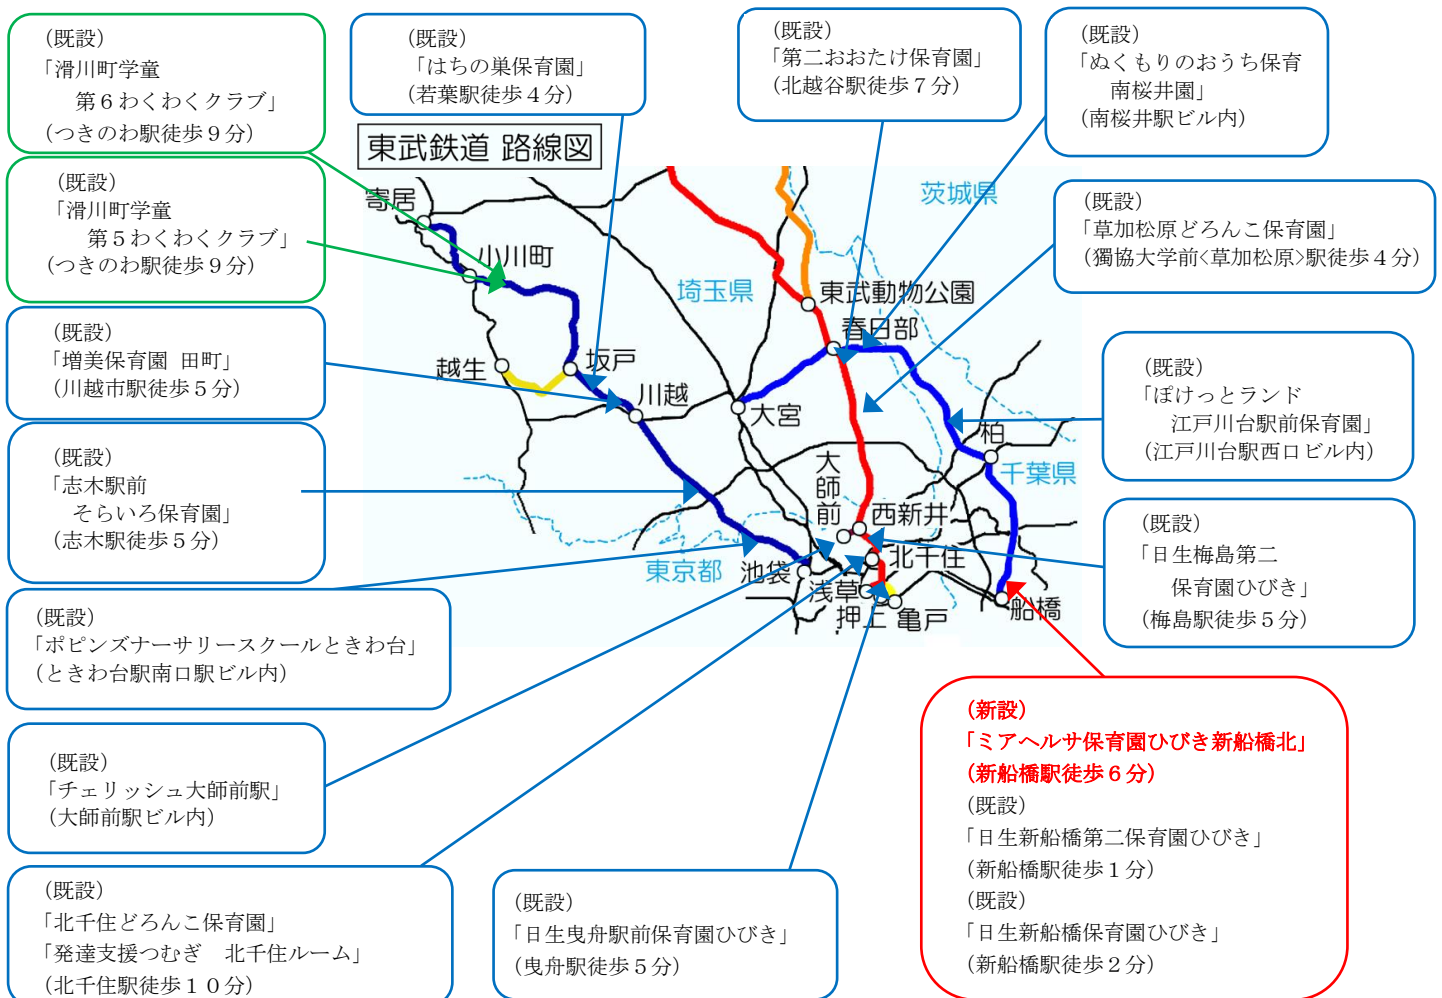 (既設)
「滑川町学童
第６わくわくクラブ」
(つきのわ駅徒歩９分)
(既設)
「はちの巣保育園」
(若葉駅徒歩４分)
(既設)
「第二おおたけ保育園」
(北越谷駅徒歩７分)
(既設)
「ぬくもりのおうち保育
南桜井園」
(南桜井駅ビル内)
東武鉄道 路線図
(既設)
「滑川町学童
第５わくわくクラブ」
(つきのわ駅徒歩９分)
(既設)
「草加松原どろんこ保育園」
(獨協大学前<草加松原>駅徒歩４分)
(既設)
「増美保育園 田町」
(川越市駅徒歩５分)
(既設)
「ぽけっとランド
江戸川台駅前保育園」
(江戸川台駅西口ビル内)
(既設)
「志木駅前
そらいろ保育園」
(志木駅徒歩５分)
(既設)
「日生梅島第二
保育園ひびき」
(梅島駅徒歩５分)
寄居
小川町
越生
坂戸
川越
埼玉県
茨城県
東武動物公園
春日部
大宮
柏
千葉県
大師前
西新井
北千住
東京都
池袋
浅草
押上
亀戸
船橋
(既設)
「ポピンズナーサリースクールときわ台」
(ときわ台駅南口駅ビル内)
(既設)
「チェリッシュ大師前駅」
(大師前駅ビル内)
(既設)
「北千住どろんこ保育園」
「発達支援つむぎ　北千住ルーム」
(北千住駅徒歩１０分)
(既設)
「日生曳舟駅前保育園ひびき」
(曳舟駅徒歩５分)
(新設)
「ミアヘルサ保育園ひびき新船橋北」
(新船橋駅徒歩６分)
(既設)
「日生新船橋第二保育園ひびき」
(新船橋駅徒歩１分)
(既設)
「日生新船橋保育園ひびき」
(新船橋駅徒歩２分)